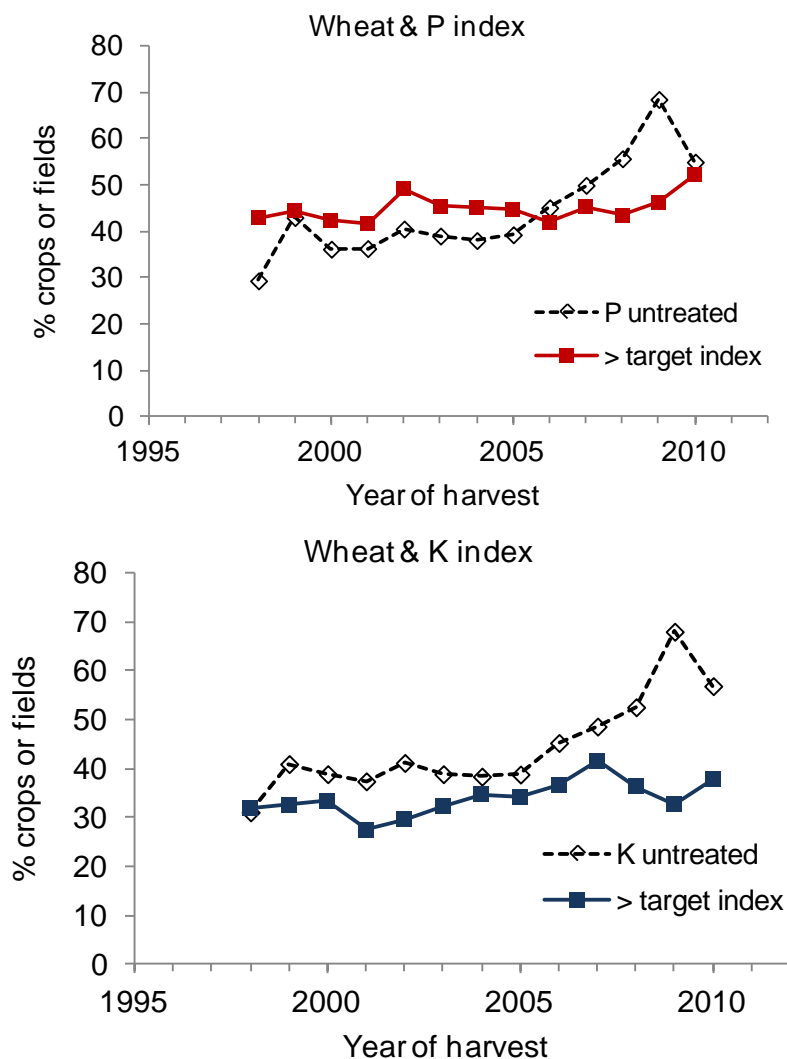 Wheat & P index
80
70
60
50
40
30
20
10
0
% crops or fields
P untreated
> target index
1995 2000 2005 2010
Year of harvest
Wheat & K index
80
70
60
50
40
30
20
10
0
% crops or fields
K untreated
> target index
1995 2000 2005 2010
Year of harvest